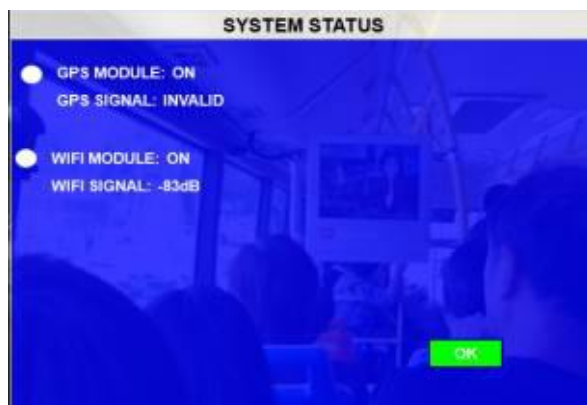 SYSTEM STATUS
GPS MODULE: ON
GPS SIGNAL: INVALID
WIFI MODULE: ON
WIFI SIGNAL: -83dB
OK